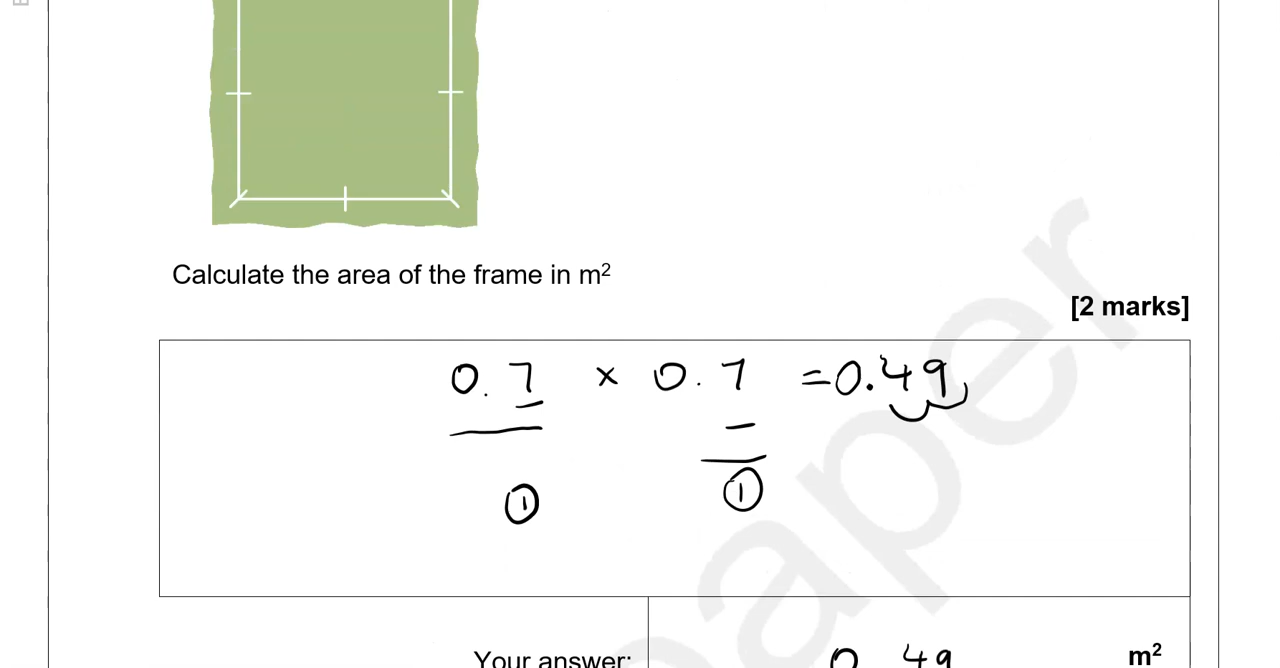 Calculate the area of the frame in m²
[2 marks]
0.7 × 0.7 = 0.49
① ①
Your answer: 0.49 m²